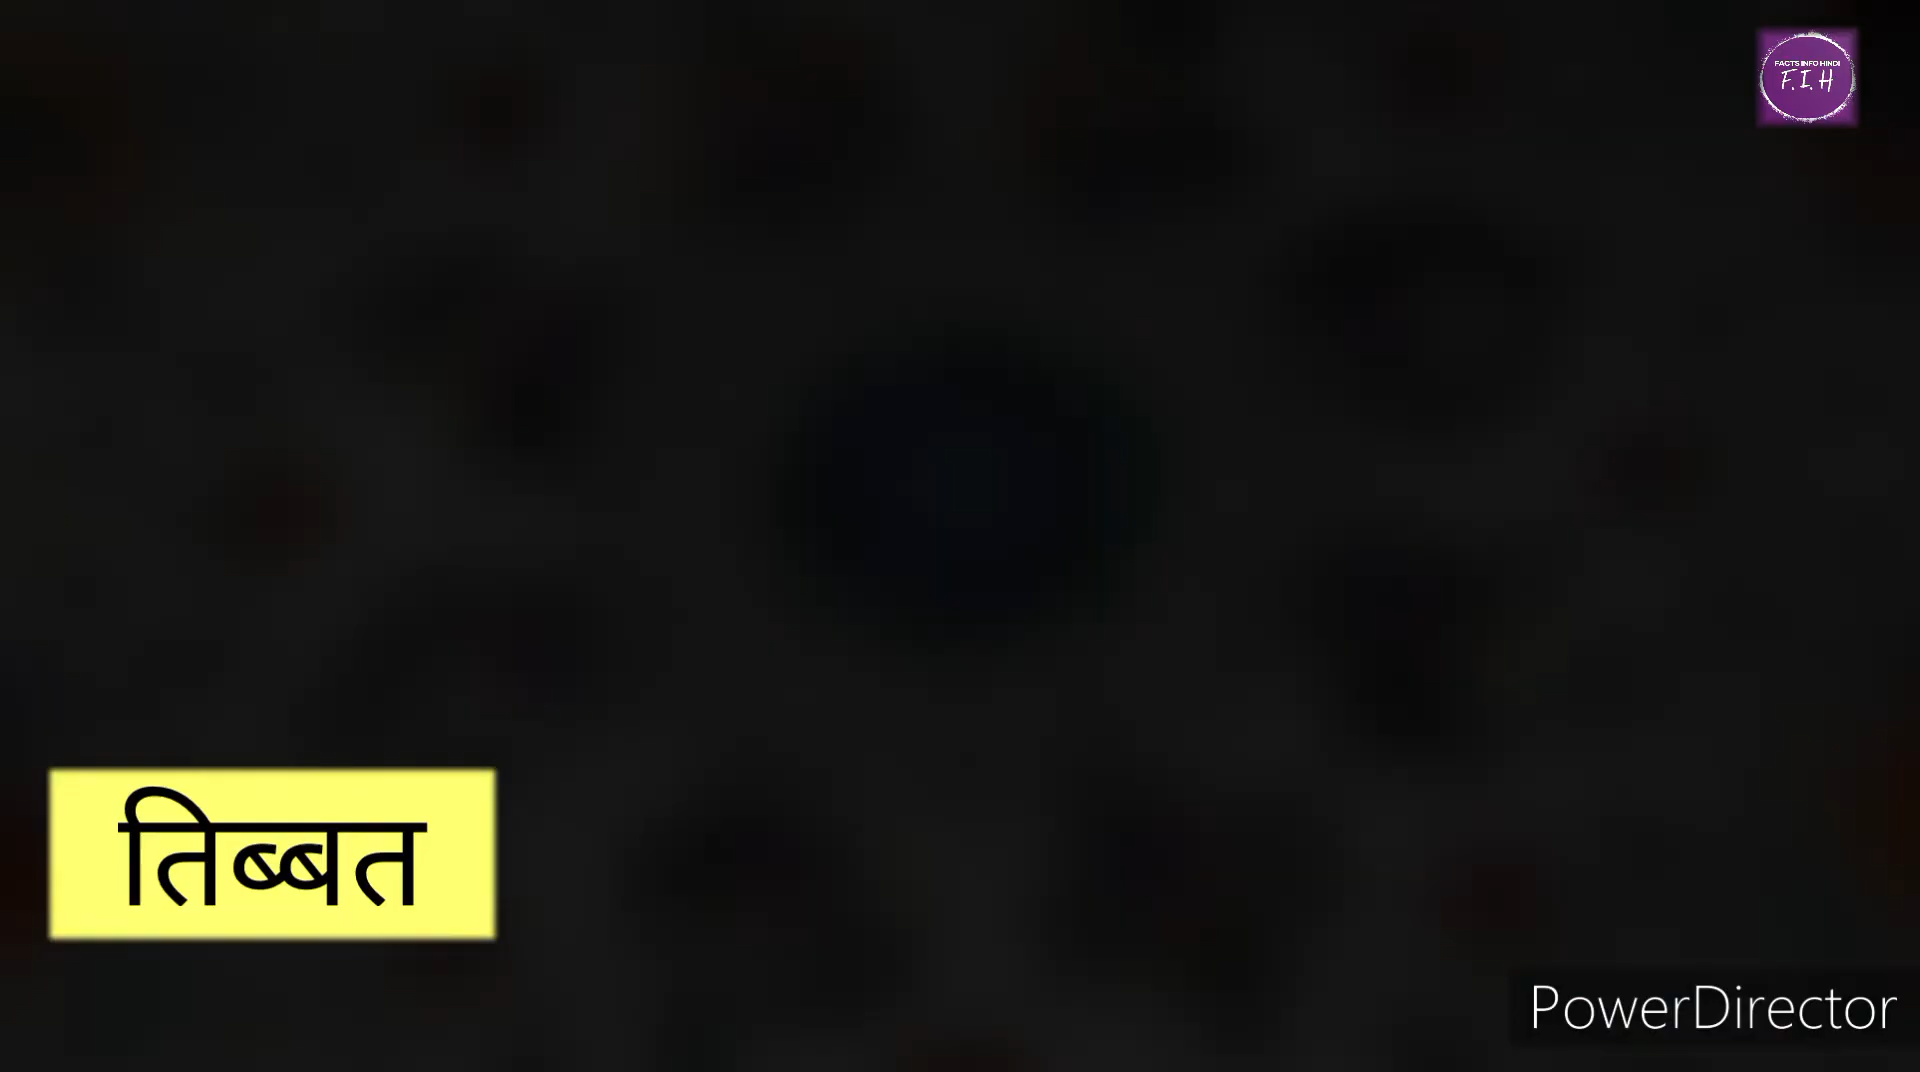 FACTS INFO HINDI
F.I.H
तिब्बत
PowerDirector